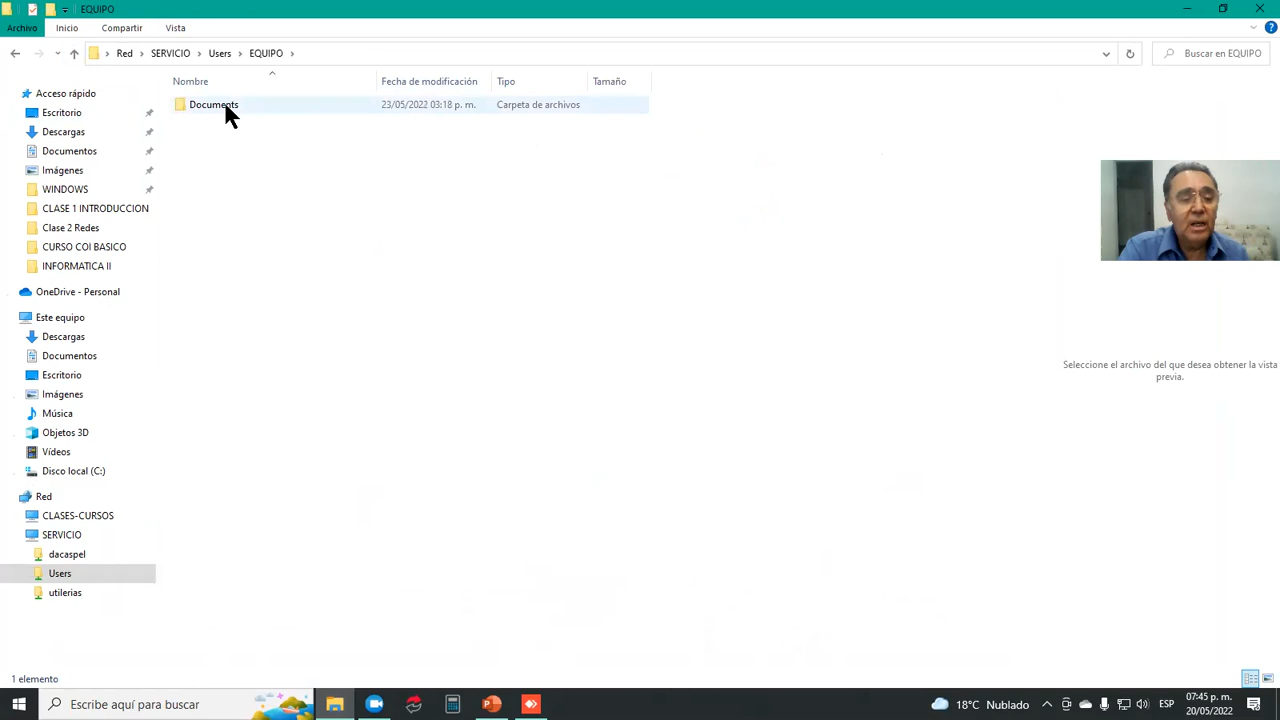 EQUIPO
Archivo Inicio Compartir Vista
Red SERVICIO Users EQUIPO Buscar en EQUIPO
Nombre Fecha de modificación Tipo Tamaño
Documents 23/05/2022 03:18 p. m. Carpeta de archivos
Acceso rápido
Escritorio
Descargas
Documentos
Imágenes
WINDOWS
CLASE 1 INTRODUCCION
Clase 2 Redes
CURSO COI BASICO
INFORMATICA II
OneDrive - Personal
Este equipo
Descargas
Documentos
Escritorio
Imágenes
Música
Objetos 3D
Vídeos
Disco local (C:)
Red
CLASES-CURSOS
SERVICIO
dacaspel
Users
utilerias
Seleccione el archivo del que desea obtener la vista
previa.
1 elemento
Escribe aquí para buscar
18°C Nublado
ESP
07:45 p. m.
20/05/2022